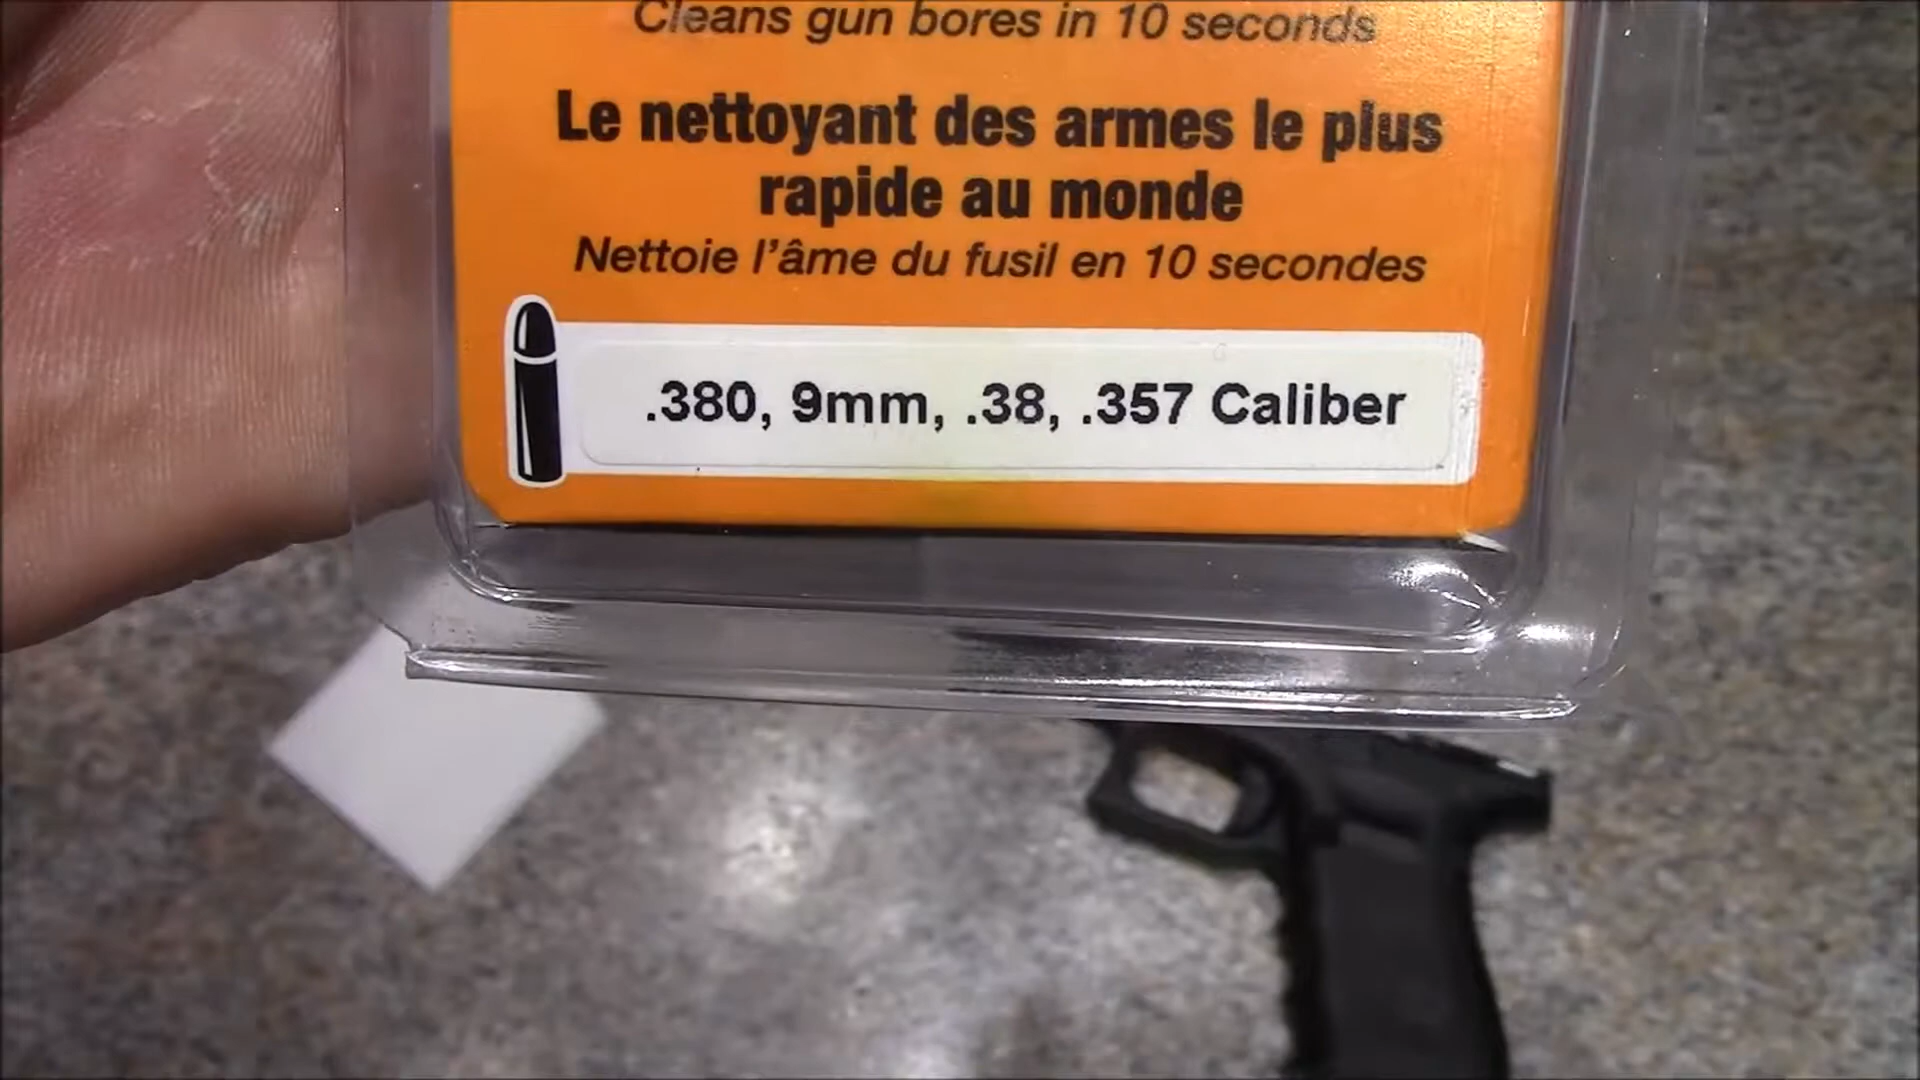 Cleans gun bores in 10 seconds
Le nettoyant des armes le plus
rapide au monde
Nettoie l'âme du fusil en 10 secondes
.380, 9mm, .38, .357 Caliber